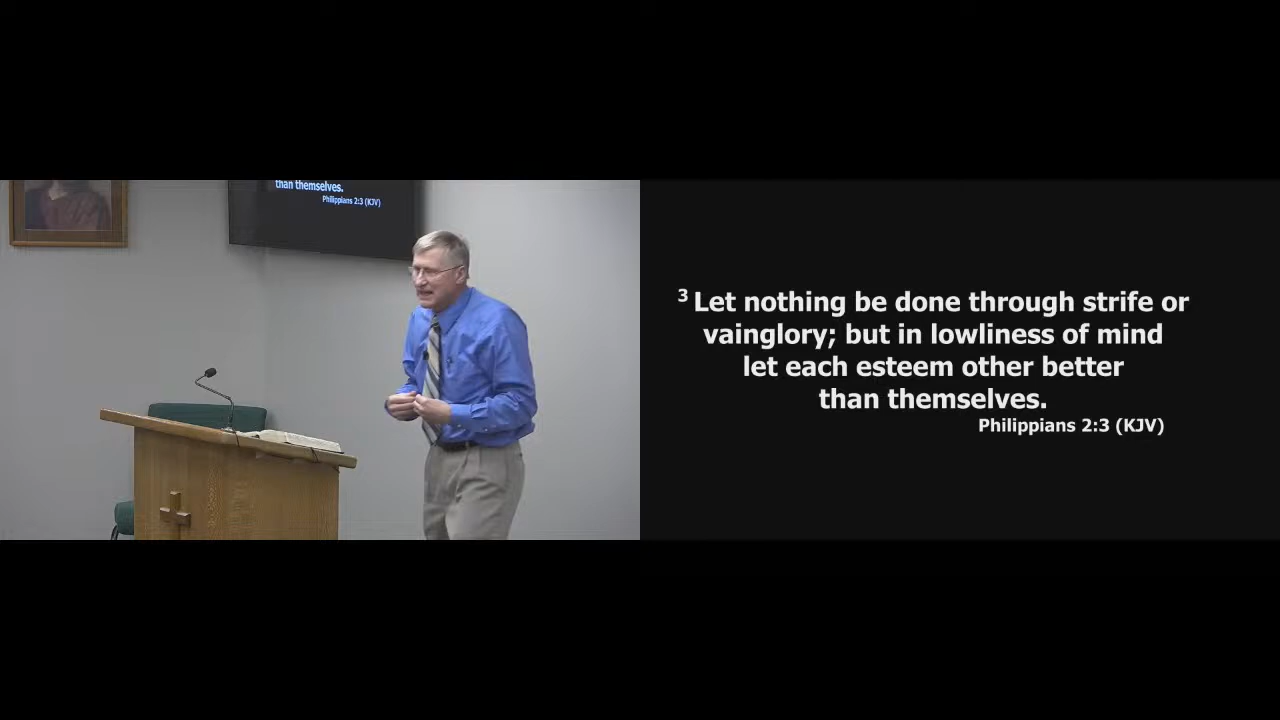 than themselves.
Philippians 2:3 (KJV)
3 Let nothing be done through strife or
vainglory; but in lowliness of mind
let each esteem other better
than themselves.
Philippians 2:3 (KJV)